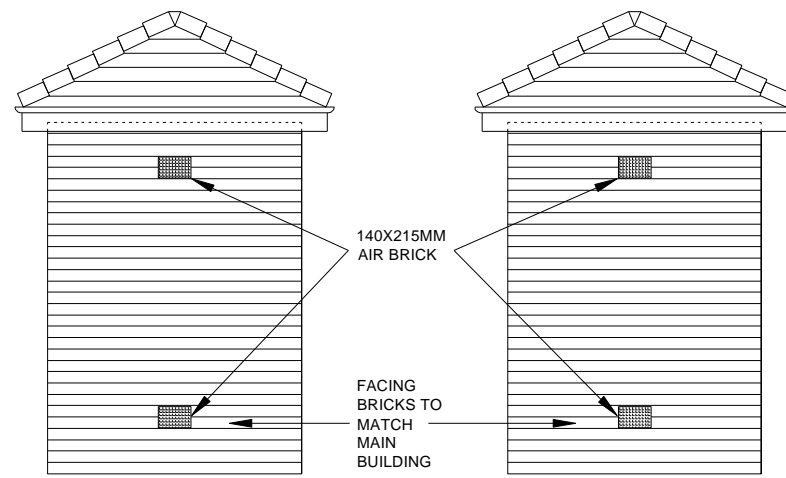 140X215MM
AIR BRICK
FACING
BRICKS TO
MATCH
MAIN
BUILDING